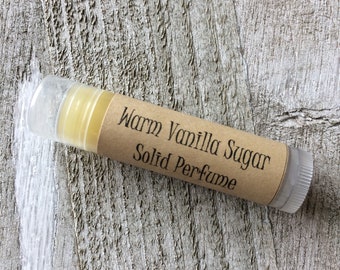 Warm Vanilla Sugar
Solid Perfume